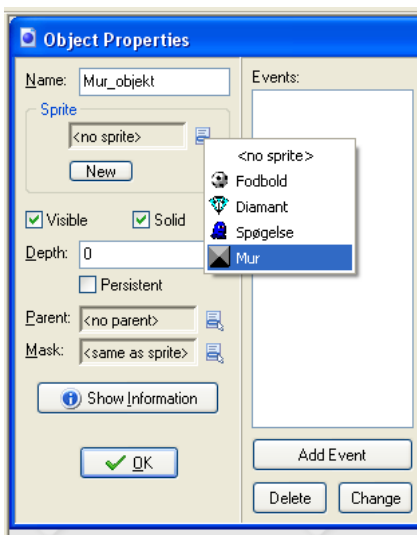 Object Properties
Name: Mur_objekt
Sprite
<no sprite>
New
Visible Solid
Depth: 0
Persistent
Parent: <no parent>
Mask: <same as sprite>
Show Information
OK
Events:
<no sprite>
Fodbold
Diamant
Spøgelse
Mur
Add Event
Delete Change